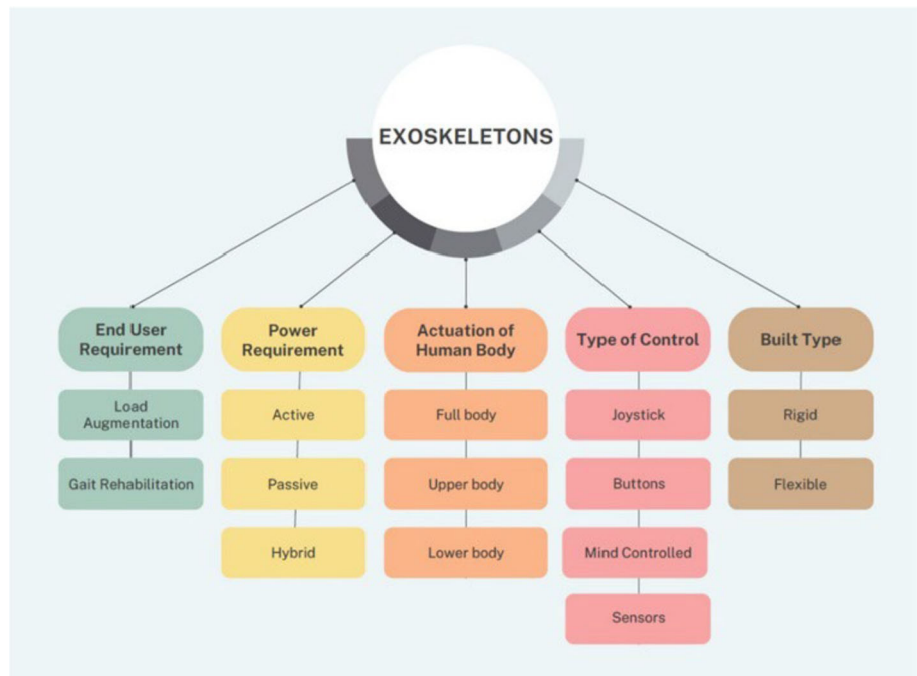 EXOSKELETONS
End User
Requirement
Load
Augmentation
Gait Rehabilitation
Power
Requirement
Active
Passive
Hybrid
Actuation of
Human Body
Full body
Upper body
Lower body
Type of Control
Joystick
Buttons
Mind Controlled
Sensors
Built Type
Rigid
Flexible